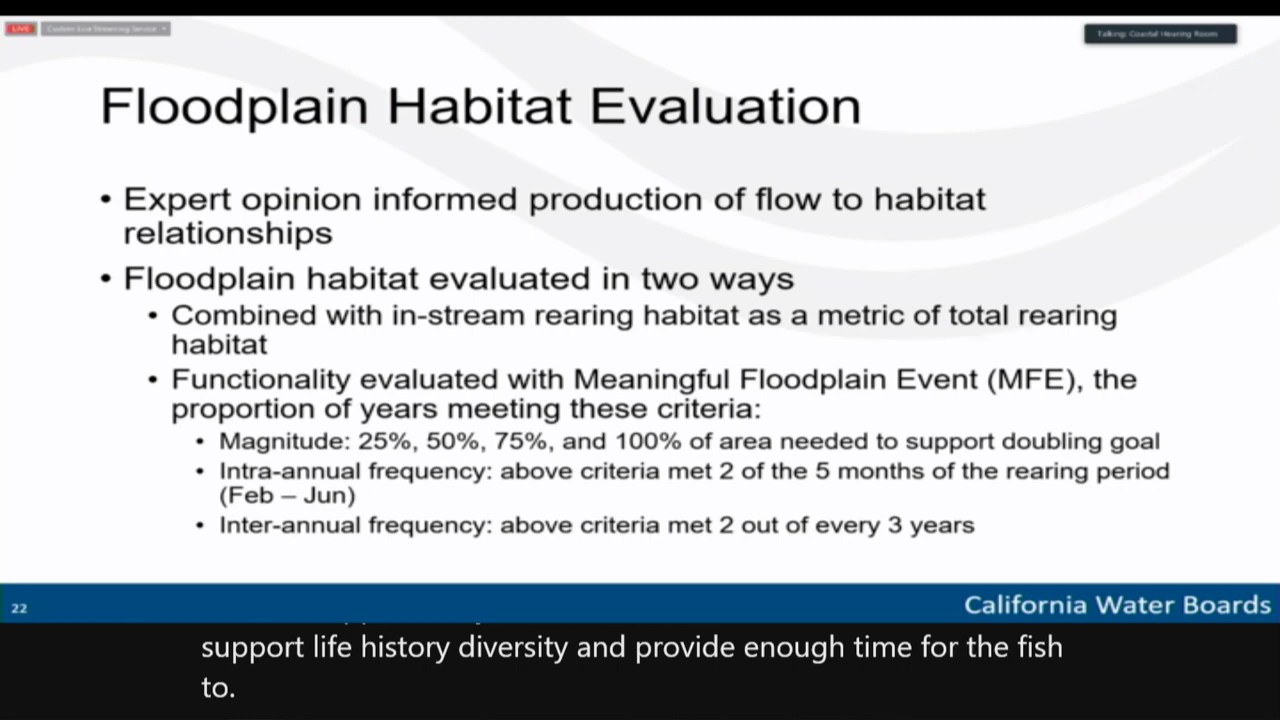 LIVE
Custom Live Streaming Service
Talking: Coastal Hearing Room
Floodplain Habitat Evaluation
• Expert opinion informed production of flow to habitat
relationships
• Floodplain habitat evaluated in two ways
• Combined with in-stream rearing habitat as a metric of total rearing
habitat
• Functionality evaluated with Meaningful Floodplain Event (MFE), the
proportion of years meeting these criteria:
• Magnitude: 25%, 50%, 75%, and 100% of area needed to support doubling goal
• Intra-annual frequency: above criteria met 2 of the 5 months of the rearing period
(Feb – Jun)
• Inter-annual frequency: above criteria met 2 out of every 3 years
22
California Water Boards
support life history diversity and provide enough time for the fish
to.